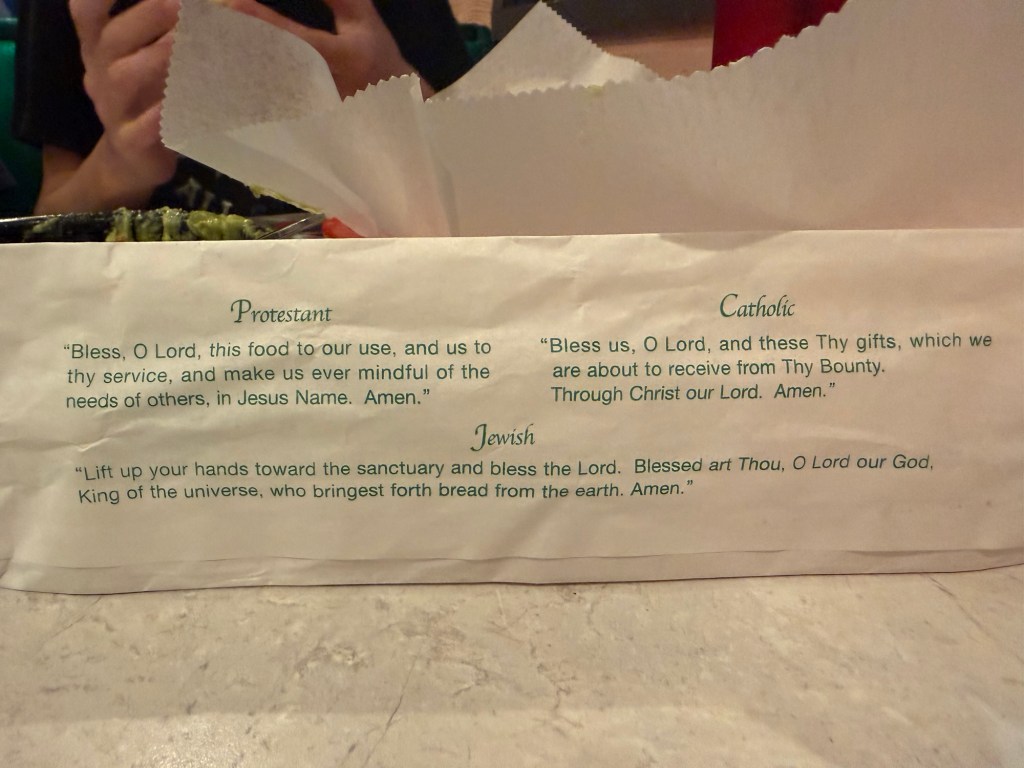 Protestant
"Bless, O Lord, this food to our use, and us to
thy service, and make us ever mindful of the
needs of others, in Jesus Name. Amen."
Catholic
"Bless us, O Lord, and these Thy gifts, which we
are about to receive from Thy Bounty.
Through Christ our Lord. Amen."
Jewish
"Lift up your hands toward the sanctuary and bless the Lord. Blessed art Thou, O Lord our God,
King of the universe, who bringest forth bread from the earth. Amen."